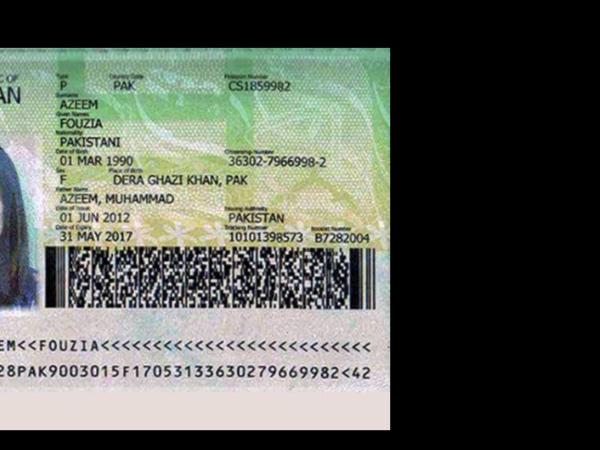 C OF
AN
Type Country Code Passport Number
P PAK CS1859982
Surname
AZEEM
Given Names
FOUZIA
Nationality
PAKISTANI
Date of Birth Citizenship Number
01 MAR 1990 36302-7966998-2
Sex Place of Birth
F DERA GHAZI KHAN, PAK
Father Name
AZEEM, MUHAMMAD
Date of Issue Issuing Authority
01 JUN 2012 PAKISTAN
Date of Expiry Tracking Number Booklet Number
31 MAY 2017 10101398573 B7282004
EM<<FOUZIA<<<<<<<<<<<<<<<<<<<<<<<<<<
28PAK9003015F17053133630279669982<42